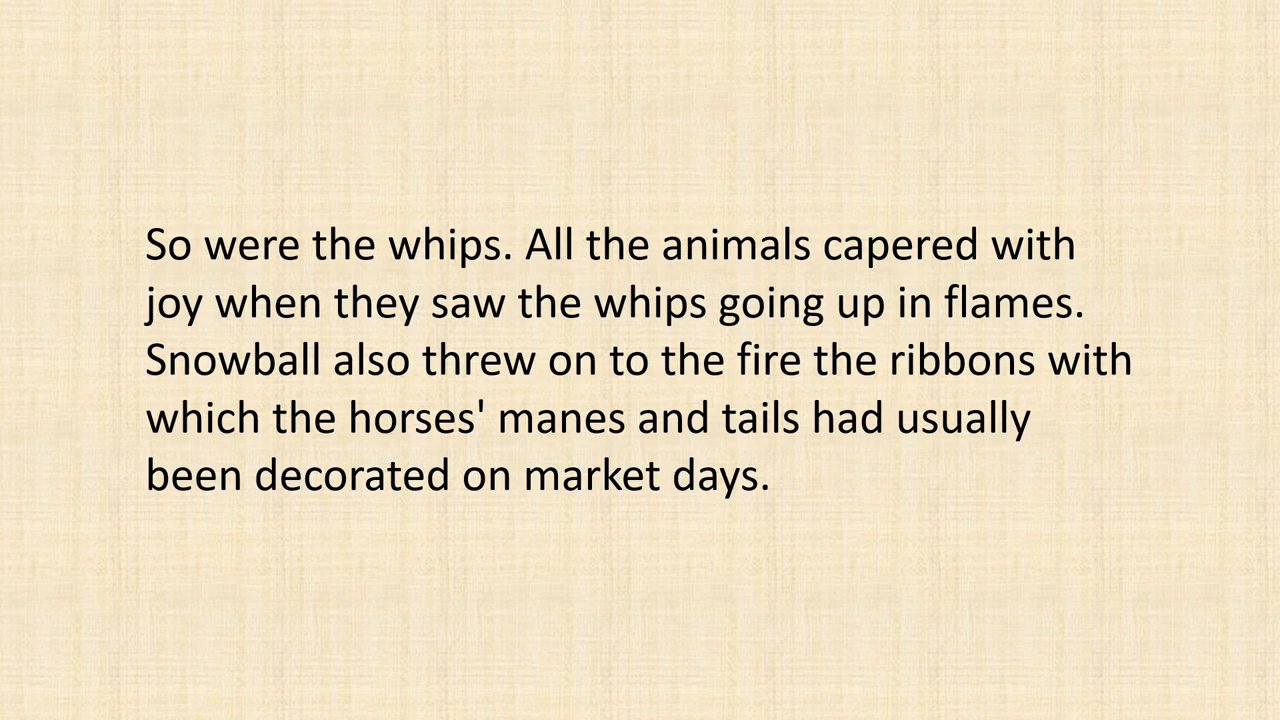 So were the whips. All the animals capered with
joy when they saw the whips going up in flames.
Snowball also threw on to the fire the ribbons with
which the horses' manes and tails had usually
been decorated on market days.